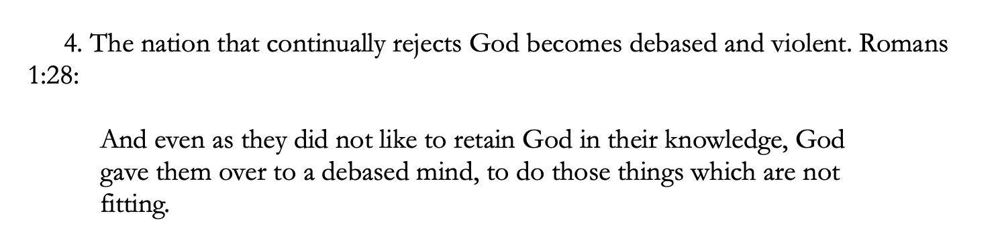 4. The nation that continually rejects God becomes debased and violent. Romans
1:28:
And even as they did not like to retain God in their knowledge, God
gave them over to a debased mind, to do those things which are not
fitting.